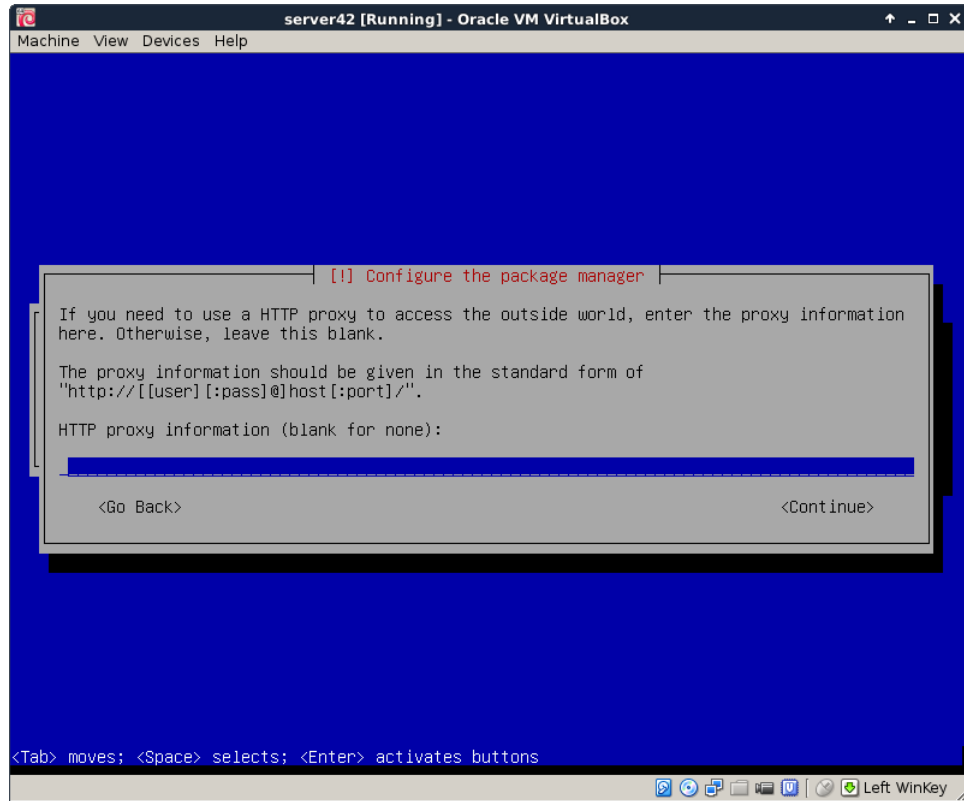 server42 [Running] - Oracle VM VirtualBox
Machine View Devices Help
[!] Configure the package manager
If you need to use a HTTP proxy to access the outside world, enter the proxy information
here. Otherwise, leave this blank.
The proxy information should be given in the standard form of
"http://[[user][:pass]@]host[:port]/".
HTTP proxy information (blank for none):
<Go Back> <Continue>
<Tab> moves; <Space> selects; <Enter> activates buttons
Left WinKey